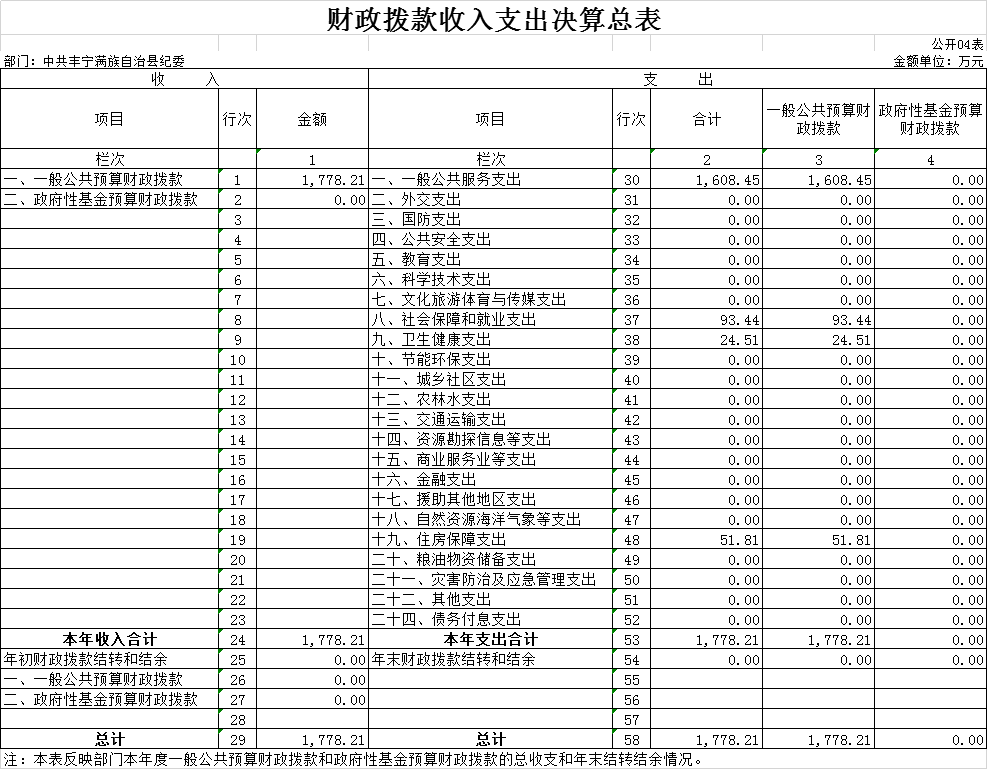 财政拨款收入支出决算总表
公开04表
部门：中共丰宁满族自治县纪委 金额单位：万元
收 入 支 出
项目 行次 金额 项目 行次 合计 一般公共预算财政拨款 政府性基金预算财政拨款
栏次 1 栏次 2 3 4
一、一般公共预算财政拨款 1 1,778.21 一、一般公共服务支出 30 1,608.45 1,608.45 0.00
二、政府性基金预算财政拨款 2 0.00 二、外交支出 31 0.00 0.00 0.00
3 三、国防支出 32 0.00 0.00 0.00
4 四、公共安全支出 33 0.00 0.00 0.00
5 五、教育支出 34 0.00 0.00 0.00
6 六、科学技术支出 35 0.00 0.00 0.00
7 七、文化旅游体育与传媒支出 36 0.00 0.00 0.00
8 八、社会保障和就业支出 37 93.44 93.44 0.00
9 九、卫生健康支出 38 24.51 24.51 0.00
10 十、节能环保支出 39 0.00 0.00 0.00
11 十一、城乡社区支出 40 0.00 0.00 0.00
12 十二、农林水支出 41 0.00 0.00 0.00
13 十三、交通运输支出 42 0.00 0.00 0.00
14 十四、资源勘探信息等支出 43 0.00 0.00 0.00
15 十五、商业服务业等支出 44 0.00 0.00 0.00
16 十六、金融支出 45 0.00 0.00 0.00
17 十七、援助其他地区支出 46 0.00 0.00 0.00
18 十八、自然资源海洋气象等支出 47 0.00 0.00 0.00
19 十九、住房保障支出 48 51.81 51.81 0.00
20 二十、粮油物资储备支出 49 0.00 0.00 0.00
21 二十一、灾害防治及应急管理支出 50 0.00 0.00 0.00
22 二十二、其他支出 51 0.00 0.00 0.00
23 二十四、债务付息支出 52 0.00 0.00 0.00
本年收入合计 24 1,778.21 本年支出合计 53 1,778.21 1,778.21 0.00
年初财政拨款结转和结余 25 0.00 年末财政拨款结转和结余 54 0.00 0.00 0.00
一、一般公共预算财政拨款 26 0.00 55
二、政府性基金预算财政拨款 27 0.00 56
28 57
总计 29 1,778.21 总计 58 1,778.21 1,778.21 0.00
注：本表反映部门本年度一般公共预算财政拨款和政府性基金预算财政拨款的总收支和年末结转结余情况。